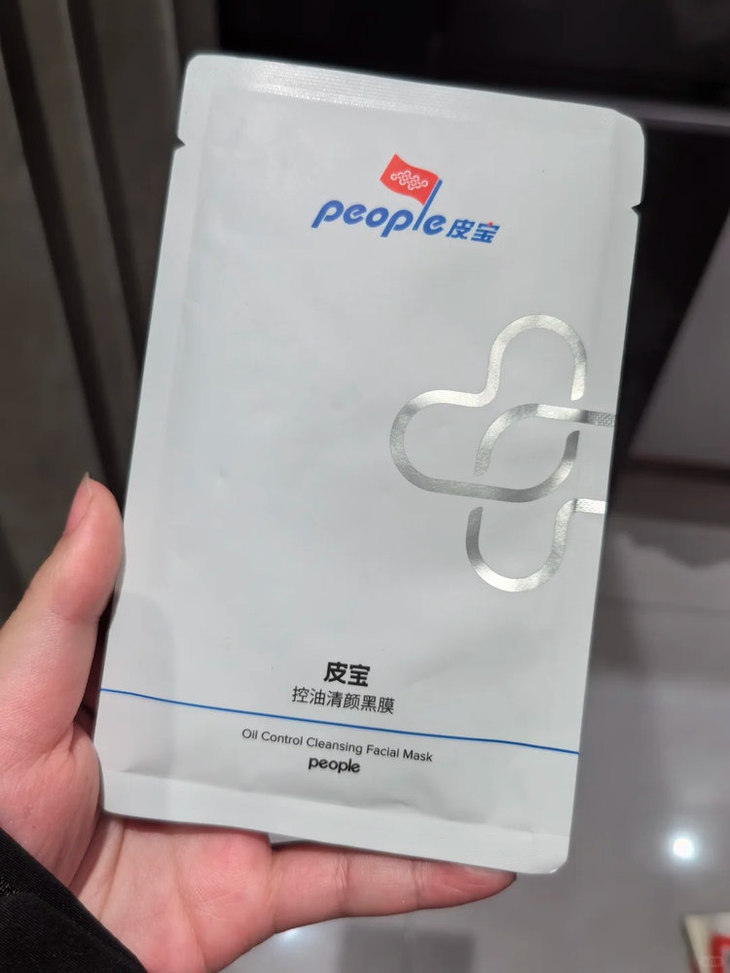 people皮宝
皮宝
控油清颜黑膜
Oil Control Cleansing Facial Mask
people